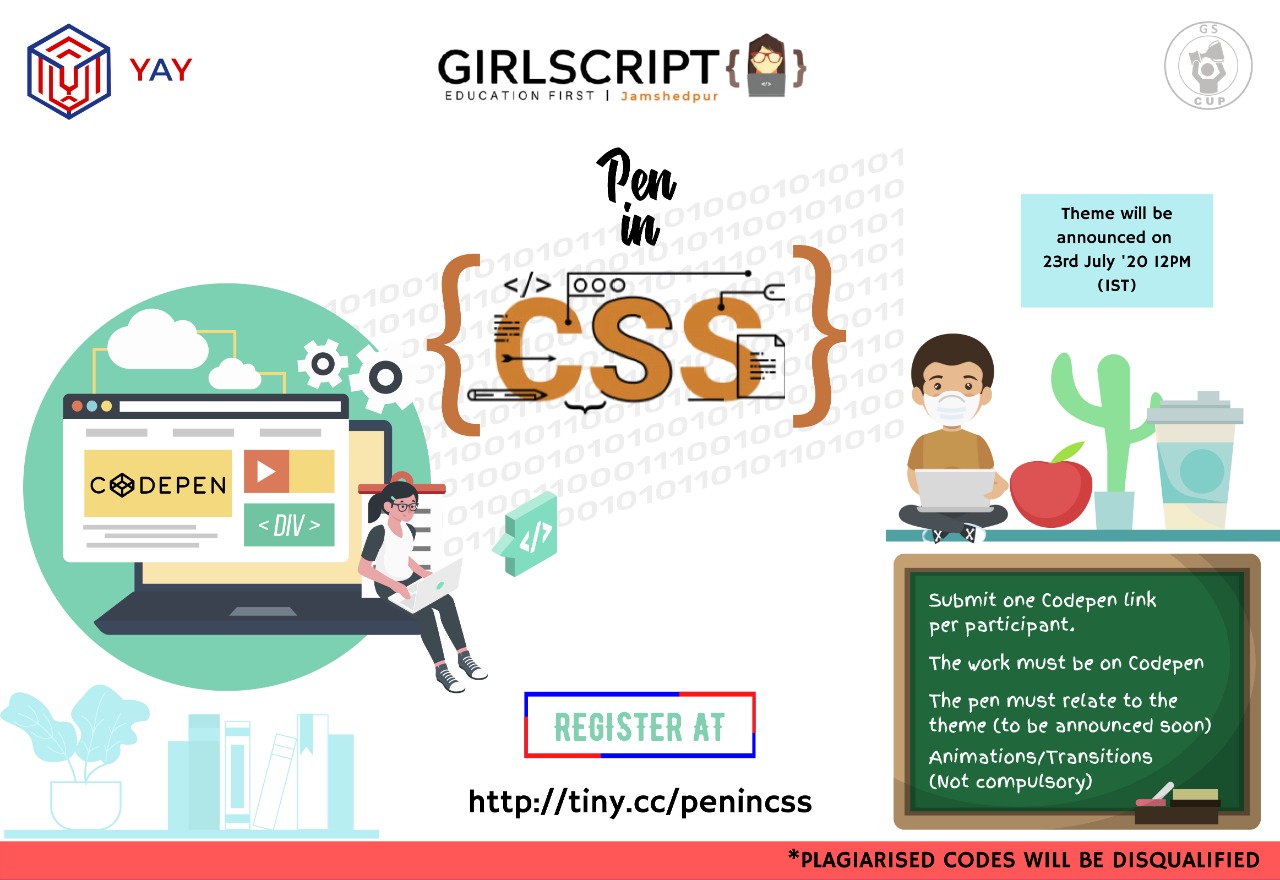 YAY
GIRLSCRIPT
EDUCATION FIRST | Jamshedpur
</>
GS
CUP
Pen
in
</>
{CSS}
Theme will be
announced on
23rd July '20 12PM
(IST)
CODEPEN
< DIV >
</>
Submit one Codepen link
per participant.
The work must be on Codepen
The pen must relate to the
theme (to be announced soon)
Animations/Transitions
(Not compulsory)
REGISTER AT
http://tiny.cc/penincss
*PLAGIARISED CODES WILL BE DISQUALIFIED